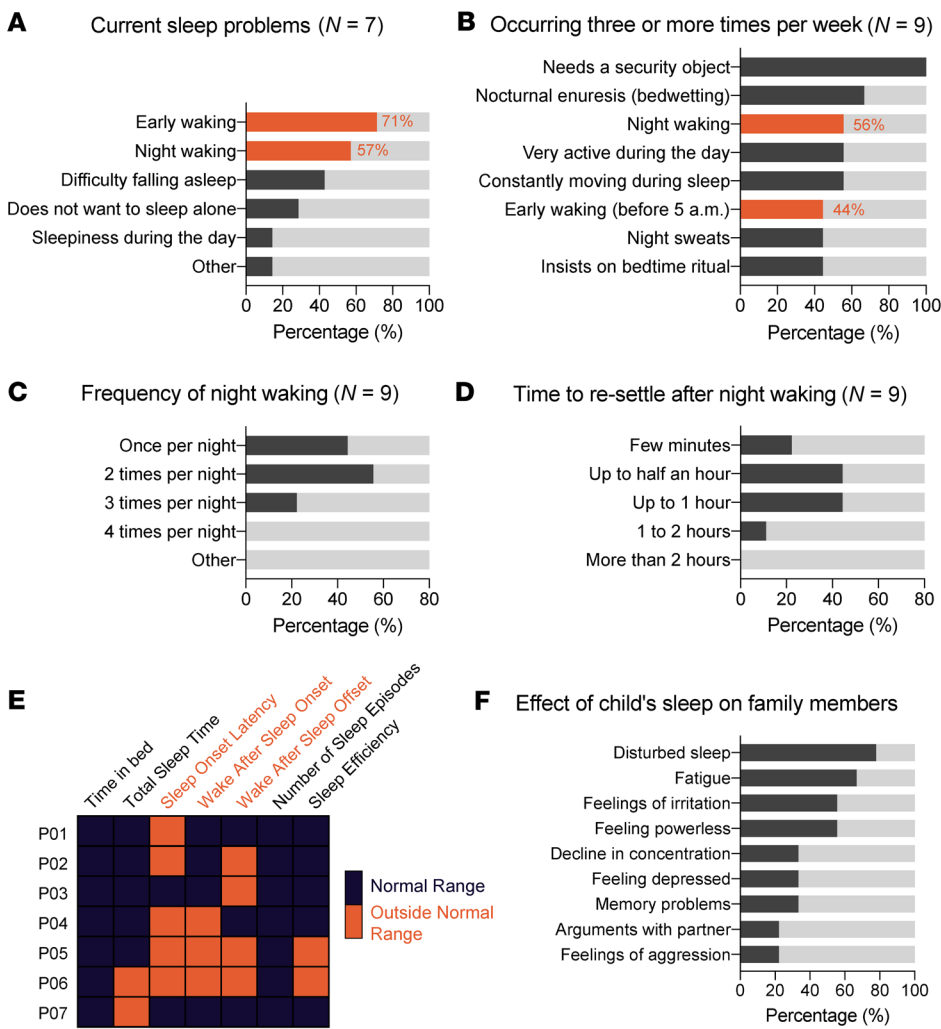 A
Current sleep problems (N = 7)
Early waking
71%
Night waking
57%
Difficulty falling asleep
Does not want to sleep alone
Sleepiness during the day
Other
0 20 40 60 80 100
Percentage (%)
B
Occurring three or more times per week (N = 9)
Needs a security object
Nocturnal enuresis (bedwetting)
Night waking
56%
Very active during the day
Constantly moving during sleep
Early waking (before 5 a.m.)
44%
Night sweats
Insists on bedtime ritual
0 20 40 60 80 100
Percentage (%)
C
Frequency of night waking (N = 9)
Once per night
2 times per night
3 times per night
4 times per night
Other
0 20 40 60 80
Percentage (%)
D
Time to re-settle after night waking (N = 9)
Few minutes
Up to half an hour
Up to 1 hour
1 to 2 hours
More than 2 hours
0 20 40 60 80
Percentage (%)
E
Time in bed
Total Sleep Time
Sleep Onset Latency
Wake After Sleep Onset
Wake After Sleep Offset
Number of Sleep Episodes
Sleep Efficiency
P01
P02
P03
P04
P05
P06
P07
Normal Range
Outside Normal
Range
F
Effect of child's sleep on family members
Disturbed sleep
Fatigue
Feelings of irritation
Feeling powerless
Decline in concentration
Feeling depressed
Memory problems
Arguments with partner
Feelings of aggression
0 20 40 60 80 100
Percentage (%)